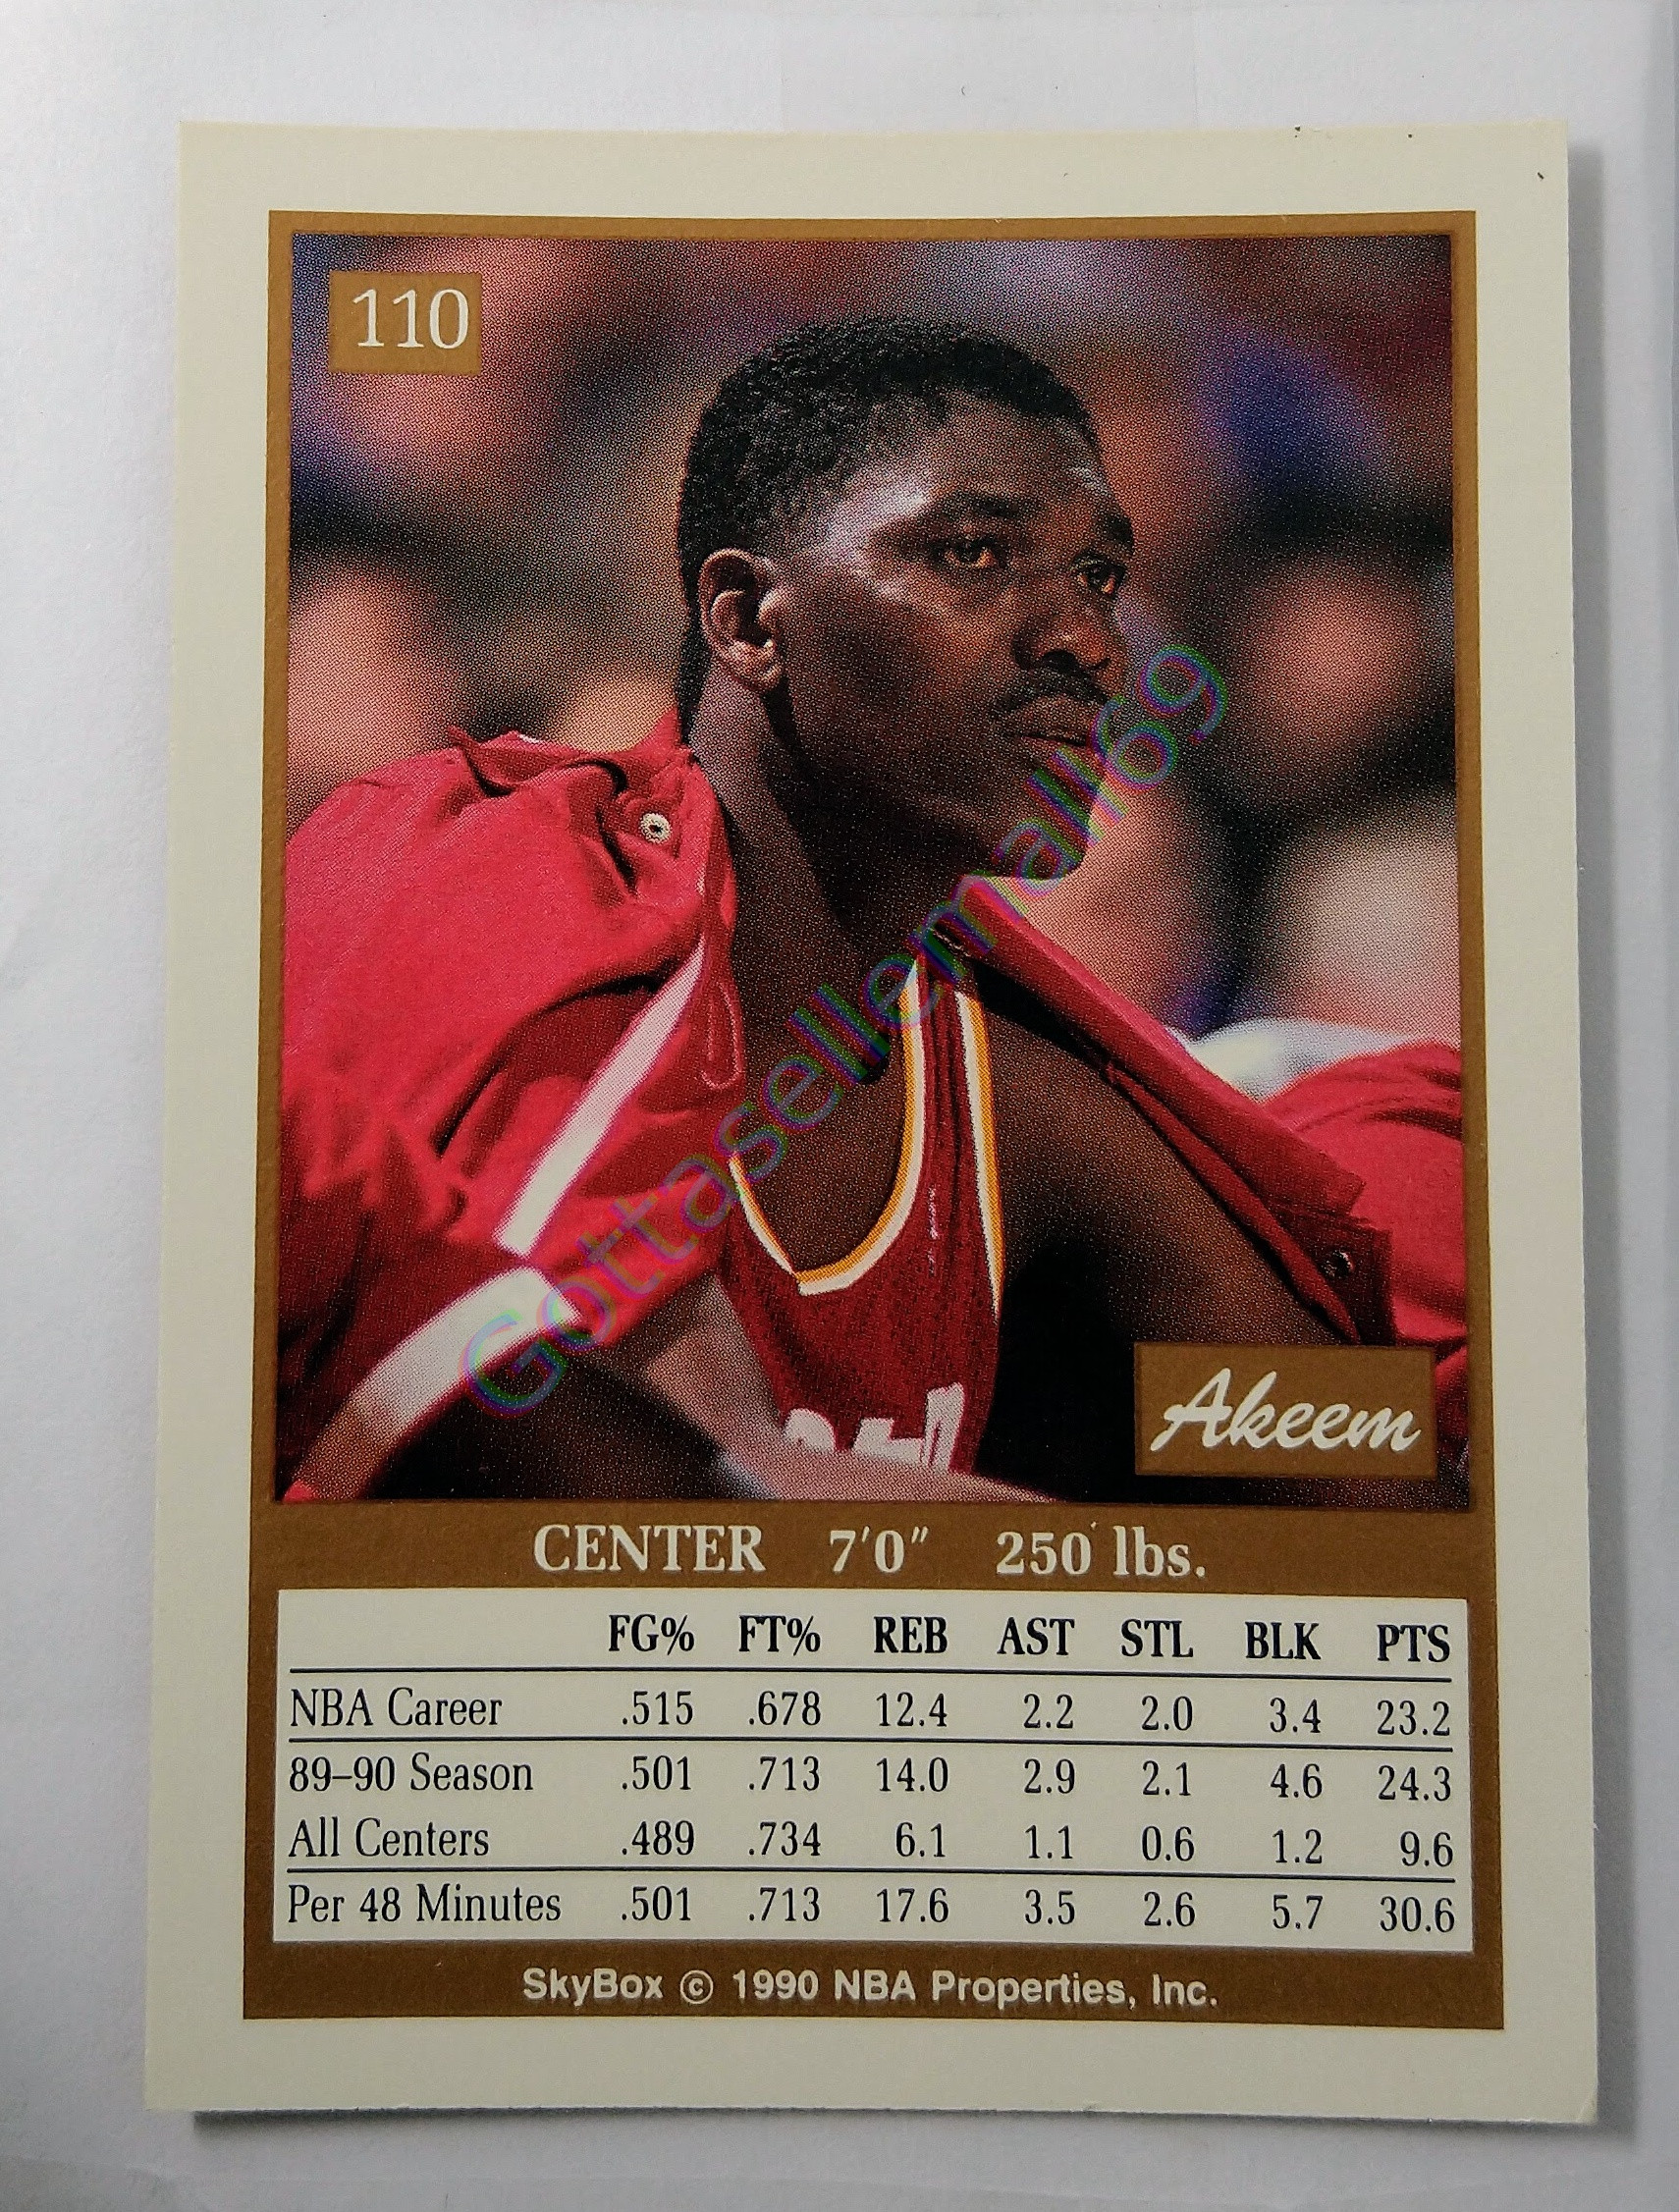 110
Gottasellemall69
Akeem
CENTER 7'0" 250 lbs.
FG% FT% REB AST STL BLK PTS
NBA Career .515 .678 12.4 2.2 2.0 3.4 23.2
89–90 Season .501 .713 14.0 2.9 2.1 4.6 24.3
All Centers .489 .734 6.1 1.1 0.6 1.2 9.6
Per 48 Minutes .501 .713 17.6 3.5 2.6 5.7 30.6
SkyBox © 1990 NBA Properties, Inc.